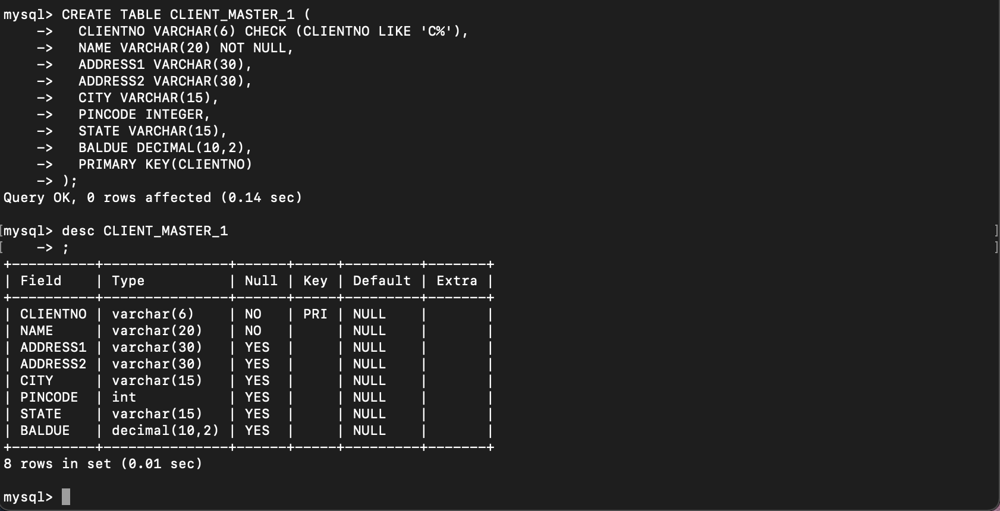 mysql> CREATE TABLE CLIENT_MASTER_1 (
    ->   CLIENTNO VARCHAR(6) CHECK (CLIENTNO LIKE 'C%'),
    ->   NAME VARCHAR(20) NOT NULL,
    ->   ADDRESS1 VARCHAR(30),
    ->   ADDRESS2 VARCHAR(30),
    ->   CITY VARCHAR(15),
    ->   PINCODE INTEGER,
    ->   STATE VARCHAR(15),
    ->   BALDUE DECIMAL(10,2),
    ->   PRIMARY KEY(CLIENTNO)
    -> );
Query OK, 0 rows affected (0.14 sec)

[mysql> desc CLIENT_MASTER_1 ]
[    -> ; ]
+----------+---------------+------+-----+---------+-------+
| Field    | Type          | Null | Key | Default | Extra |
+----------+---------------+------+-----+---------+-------+
| CLIENTNO | varchar(6)    | NO   | PRI | NULL    |       |
| NAME     | varchar(20)   | NO   |     | NULL    |       |
| ADDRESS1 | varchar(30)   | YES  |     | NULL    |       |
| ADDRESS2 | varchar(30)   | YES  |     | NULL    |       |
| CITY     | varchar(15)   | YES  |     | NULL    |       |
| PINCODE  | int           | YES  |     | NULL    |       |
| STATE    | varchar(15)   | YES  |     | NULL    |       |
| BALDUE   | decimal(10,2) | YES  |     | NULL    |       |
+----------+---------------+------+-----+---------+-------+
8 rows in set (0.01 sec)

mysql>